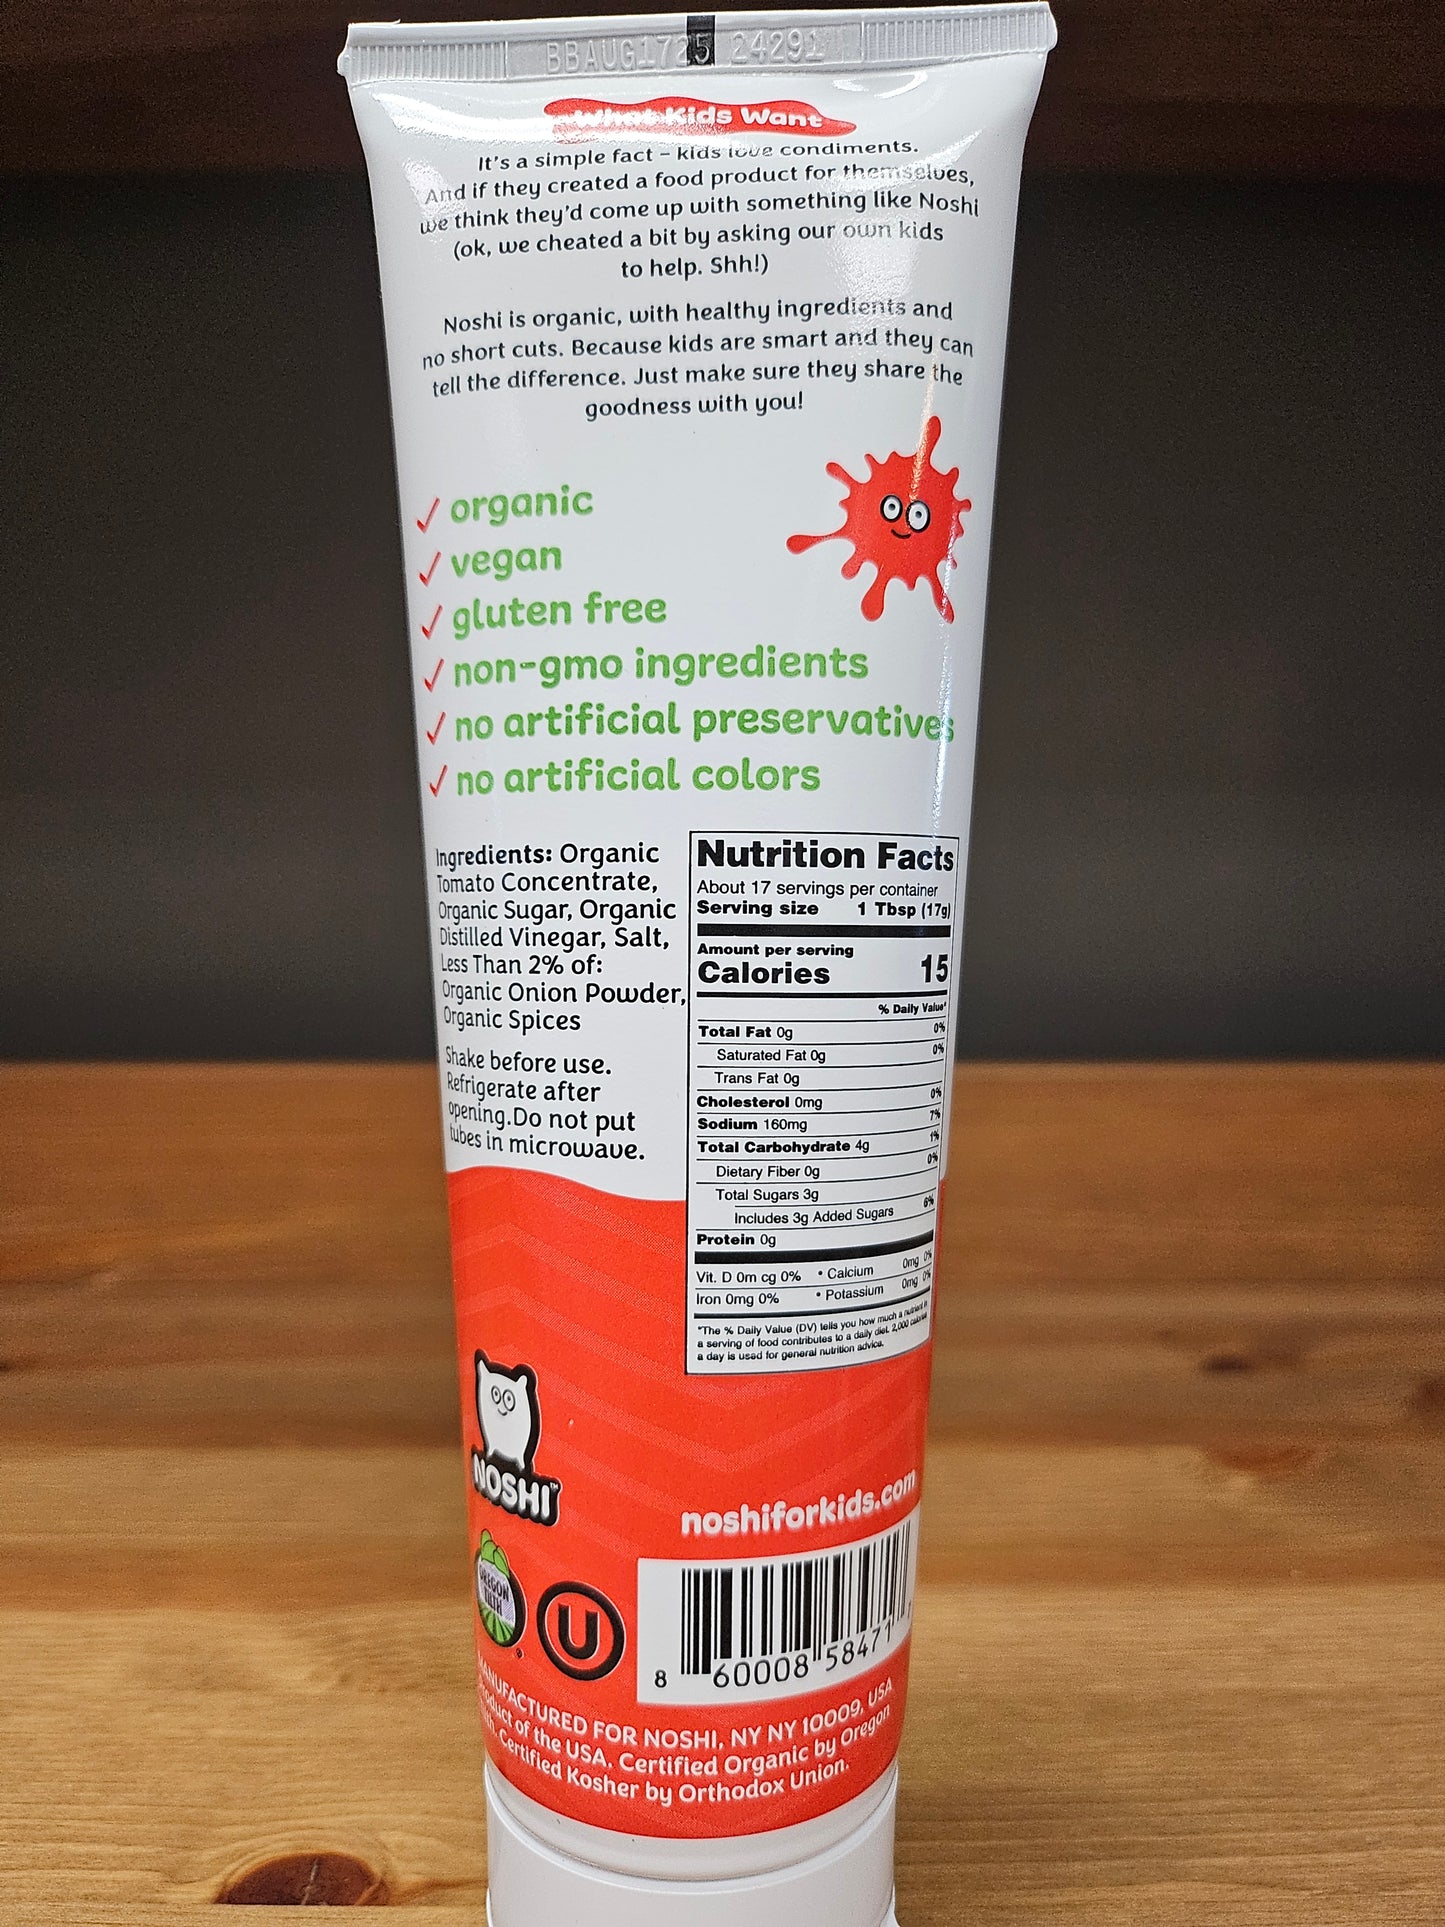 BBAUG1725 24291
What Kids Want
It's a simple fact – kids love condiments.
And if they created a food product for themselves,
we think they'd come up with something like Noshi
(ok, we cheated a bit by asking our own kids
to help. Shh!)
Noshi is organic, with healthy ingredients and
no short cuts. Because kids are smart and they can
tell the difference. Just make sure they share the
goodness with you!
✓ organic
✓ vegan
✓ gluten free
✓ non-gmo ingredients
✓ no artificial preservatives
✓ no artificial colors
Ingredients: Organic
Tomato Concentrate,
Organic Sugar, Organic
Distilled Vinegar, Salt,
Less Than 2% of:
Organic Onion Powder,
Organic Spices
Shake before use.
Refrigerate after
opening.Do not put
tubes in microwave.
Nutrition Facts
About 17 servings per container
Serving size 1 Tbsp (17g)
Amount per serving
Calories 15
% Daily Value*
Total Fat 0g 0%
Saturated Fat 0g 0%
Trans Fat 0g
Cholesterol 0mg 0%
Sodium 160mg 7%
Total Carbohydrate 4g 1%
Dietary Fiber 0g 0%
Total Sugars 3g
Includes 3g Added Sugars 6%
Protein 0g
Vit. D 0m cg 0% • Calcium 0mg 0%
Iron 0mg 0% • Potassium 0mg 0%
*The % Daily Value (DV) tells you how much a nutrient in
a serving of food contributes to a daily diet. 2,000 calories
a day is used for general nutrition advice.
NOSHI™
noshiforkids.com
OREGON
TILTH
®
U
8 60008 58471
MANUFACTURED FOR NOSHI, NY NY 10009, USA
Product of the USA. Certified Organic by Oregon
Tilth. Certified Kosher by Orthodox Union.